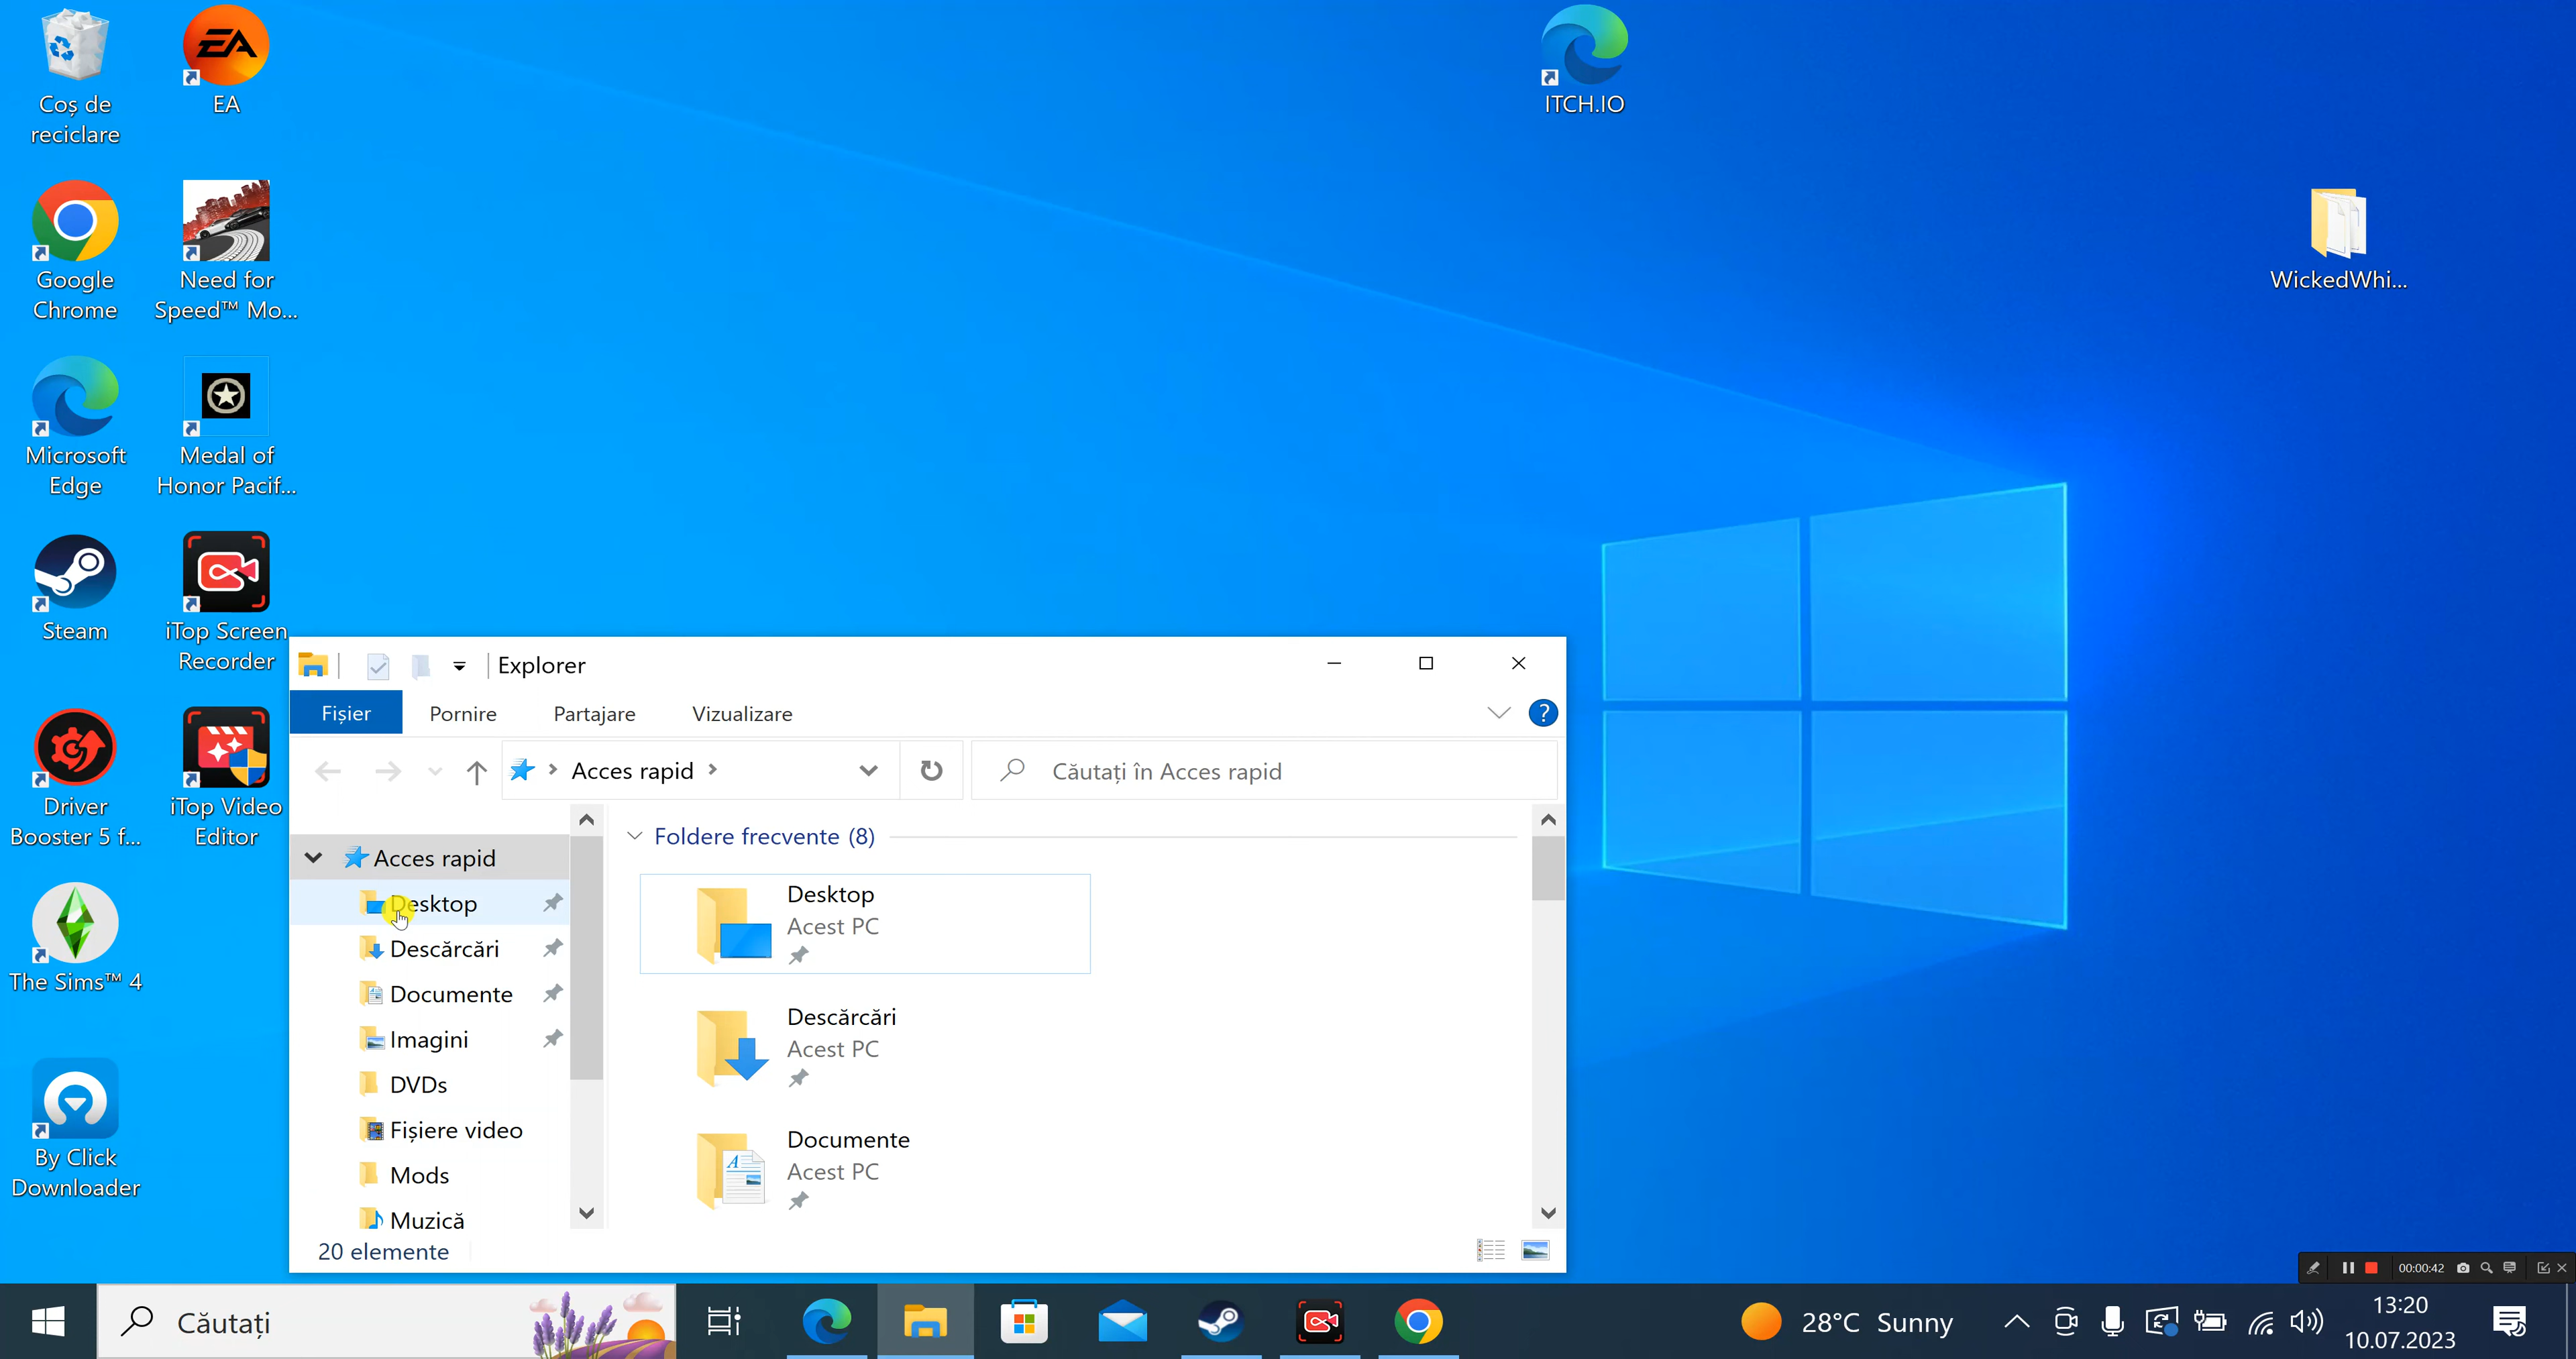 Coș de
reciclare
EA
ITCH.IO
Google
Chrome
Need for
Speed™ Mo...
WickedWhi...
Microsoft
Edge
Medal of
Honor Pacif...
Steam
iTop Screen
Recorder
Driver
Booster 5 f...
iTop Video
Editor
The Sims™ 4
By Click
Downloader
Explorer
Fișier
Pornire
Partajare
Vizualizare
?
Acces rapid
Căutați în Acces rapid
Acces rapid
Desktop
Descărcări
Documente
Imagini
DVDs
Fișiere video
Mods
Muzică
Foldere frecvente (8)
Desktop
Acest PC
Descărcări
Acest PC
Documente
Acest PC
20 elemente
00:00:42
Căutați
28°C Sunny
13:20
10.07.2023